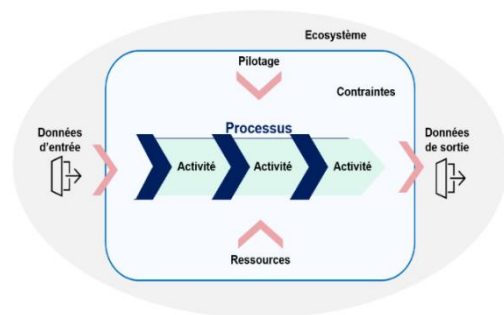 Ecosystème
Pilotage
Contraintes
Processus
Données
d'entrée
Activité
Activité
Activité
Données
de sortie
Ressources